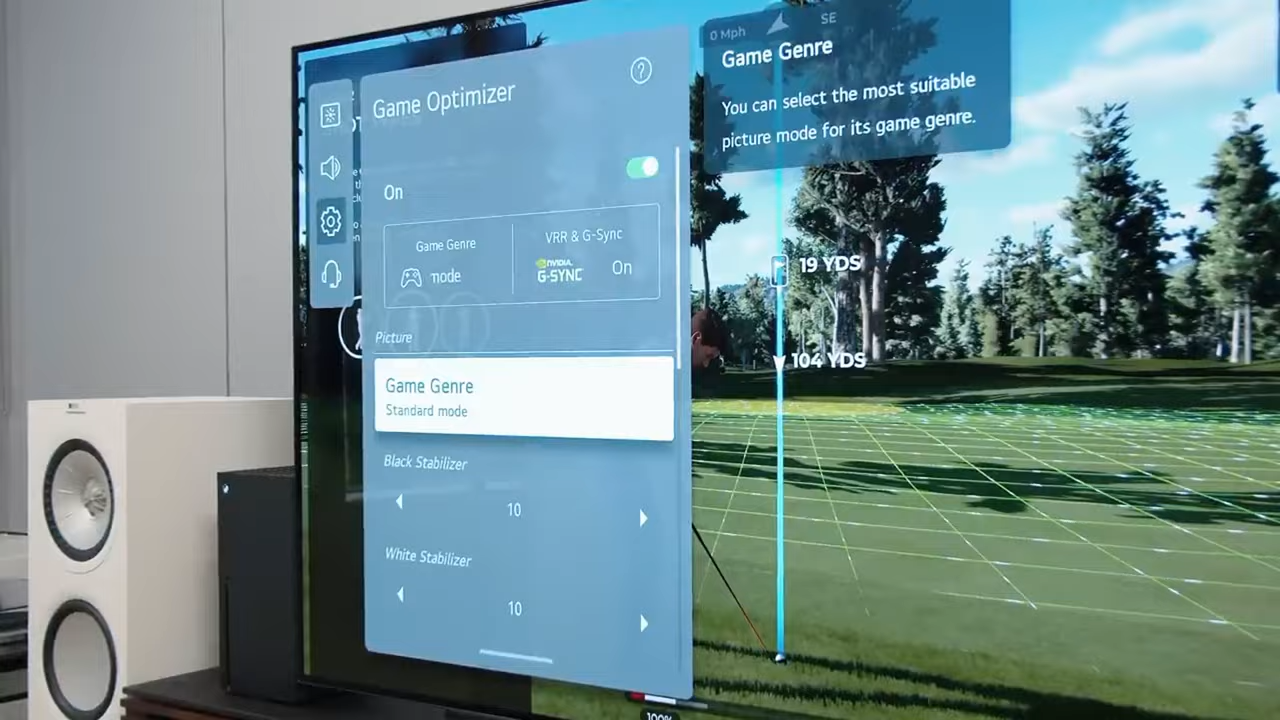 Game Optimizer
On
Game Genre
mode
VRR & G-Sync
NVIDIA.
G-SYNC
On
Picture
Game Genre
Standard mode
Black Stabilizer
10
White Stabilizer
10
0 Mph
SE
Game Genre
You can select the most suitable
picture mode for its game genre.
19 YDS
104 YDS
100%